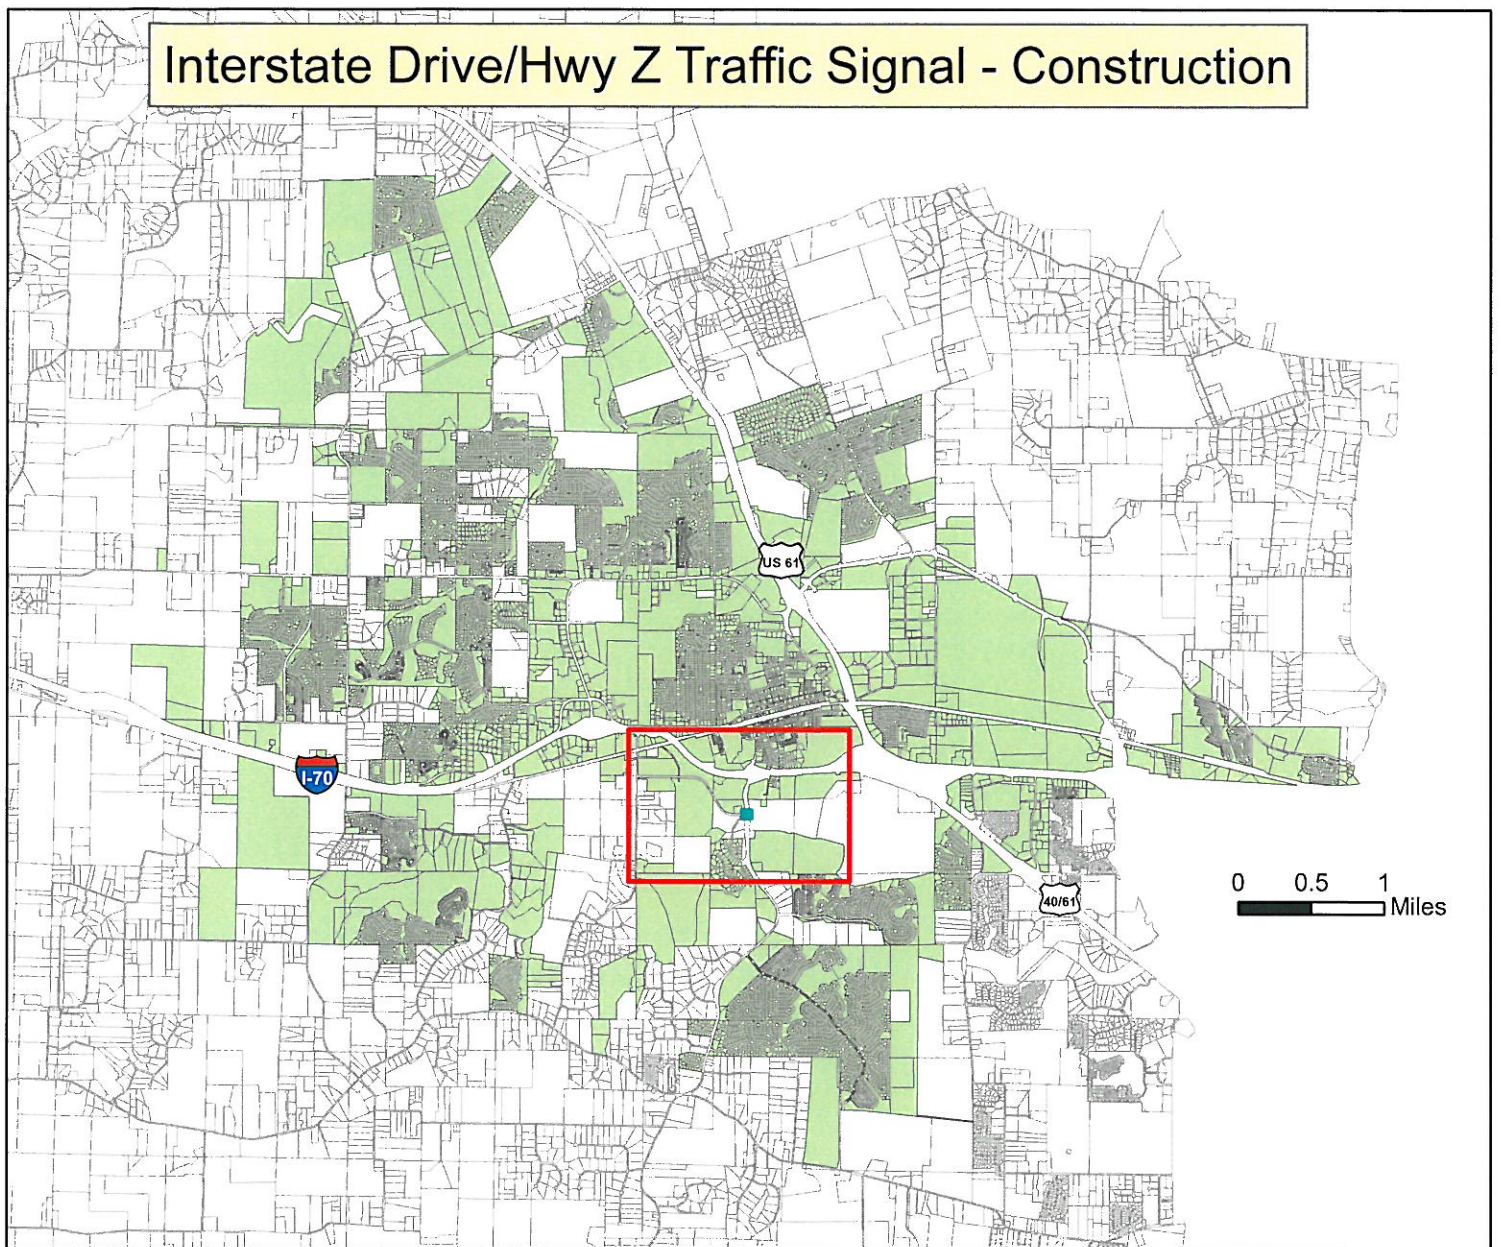 Interstate Drive/Hwy Z Traffic Signal - Construction
US 61
I-70
40/61
0 0.5 1
Miles